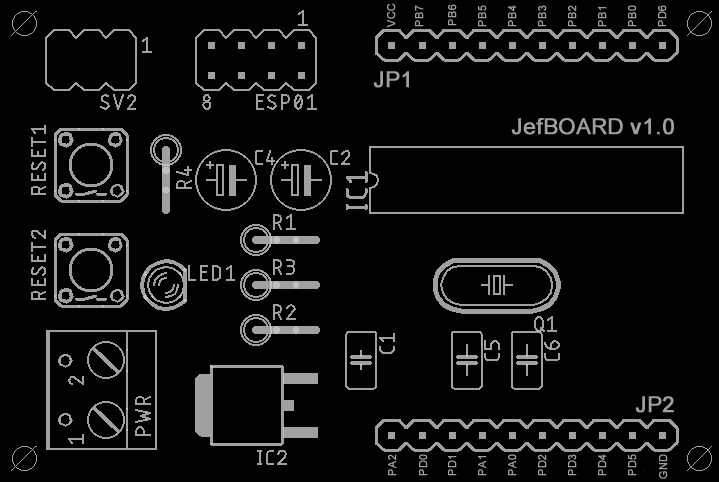 1
VCC PB7 PB6 PB5 PB4 PB3 PB2 PB1 PB0 PD6
1
JP1
SV2
8 ESP01
JefBOARD v1.0
RESET1
R4
C4
C2
IC1
R1
RESET2
LED1
R3
R2
Q1
C1
C5
C6
2
1
PWR
IC2
JP2
PA2 PD0 PD1 PA1 PA0 PD2 PD3 PD4 PD5 GND